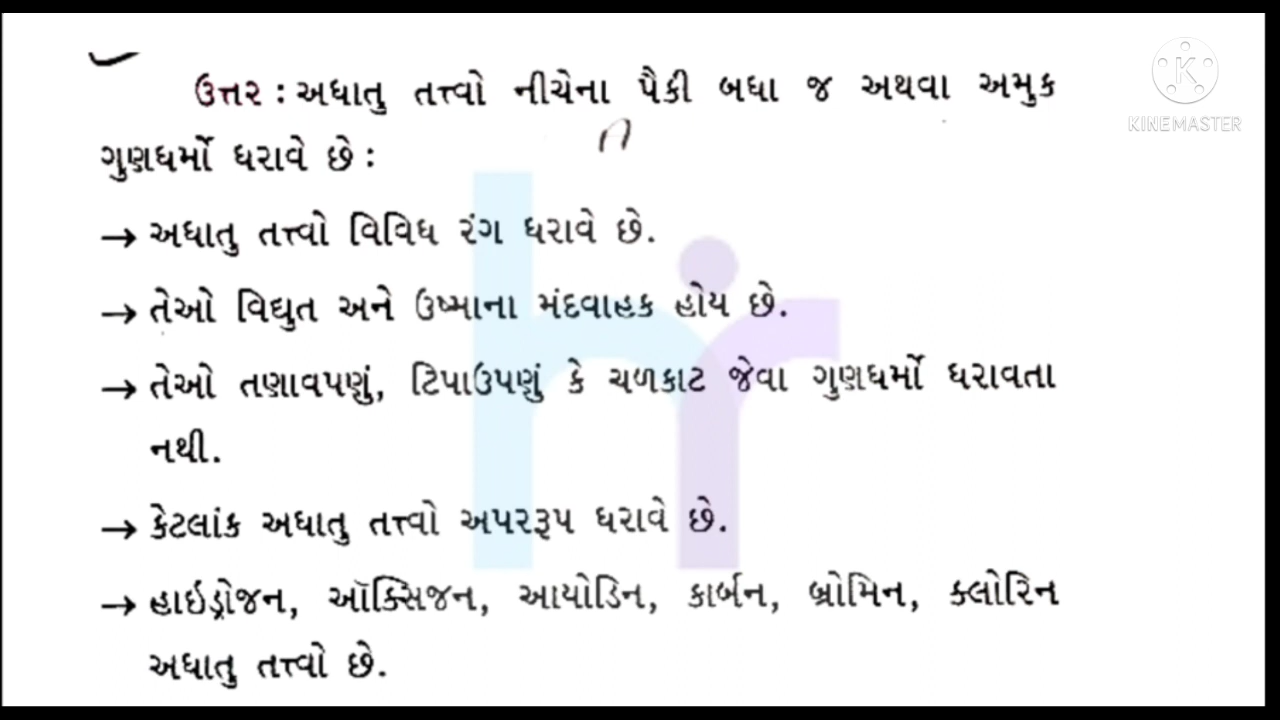 ઉત્તર : અધાતુ તત્ત્વો નીચેના પૈકી બધા જ અથવા અમુક
KINEMASTER
ગુણધર્મો ધરાવે છે :
→ અધાતુ તત્ત્વો વિવિધ રંગ ધરાવે છે.
→ તેઓ વિદ્યુત અને ઉષ્માના મંદવાહક હોય છે.
→ તેઓ તણાવપણું, ટિપાઉપણું કે ચળકાટ જેવા ગુણધર્મો ધરાવતા
નથી.
→ કેટલાંક અધાતુ તત્ત્વો અપરરૂપ ધરાવે છે.
→ હાઇડ્રોજન, ઑક્સિજન, આયોડિન, કાર્બન, બ્રોમિન, ક્લોરિન
અધાતુ તત્ત્વો છે.